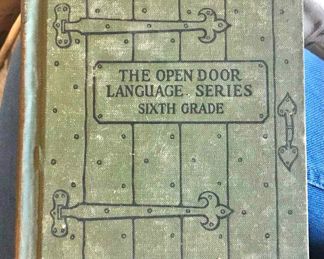 THE OPEN DOOR
LANGUAGE SERIES
SIXTH GRADE